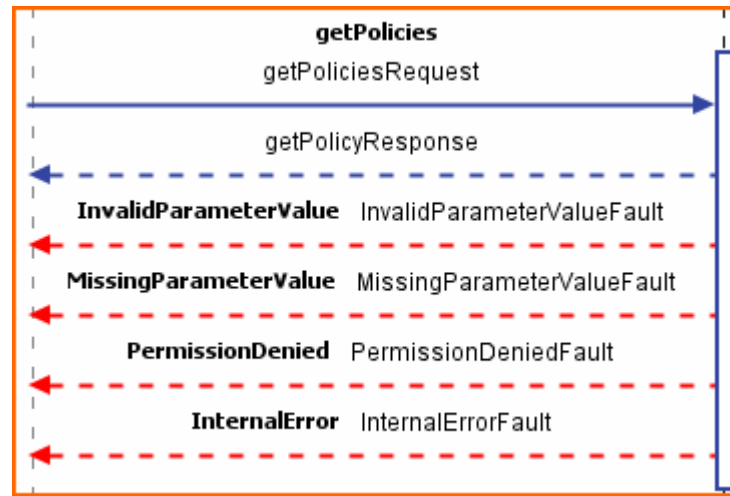 getPolicies
getPoliciesRequest
getPolicyResponse
InvalidParameterValue InvalidParameterValueFault
MissingParameterValue MissingParameterValueFault
PermissionDenied PermissionDeniedFault
InternalError InternalErrorFault